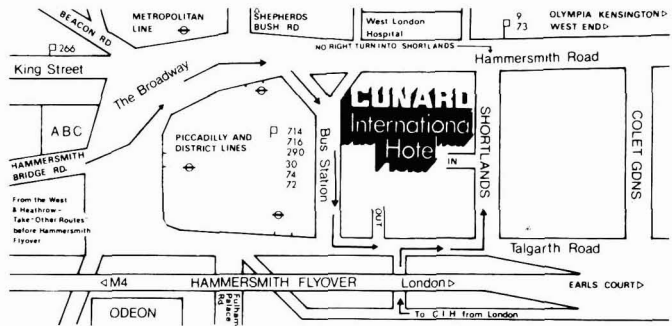 BEACON RD
METROPOLITAN
LINE
SHEPHERDS
BUSH RD
West London
Hospital
9
73
OLYMPIA KENSINGTON
WEST END
266
NO RIGHT TURN INTO SHORTLANDS
King Street
The Broadway
Hammersmith Road
CUNARD
International
Hotel
ABC
PICCADILLY AND
DISTRICT LINES
714
716
290
30
74
72
Bus Station
IN
SHORTLANDS
COLET GDNS
HAMMERSMITH
BRIDGE RD.
From the West
& Heathrow-
Take "Other Routes"
before Hammersmith
Flyover
OUT
Talgarth Road
M4
HAMMERSMITH FLYOVER
London
EARLS COURT
ODEON
Fulham
Palace
Rd
To C I H from London